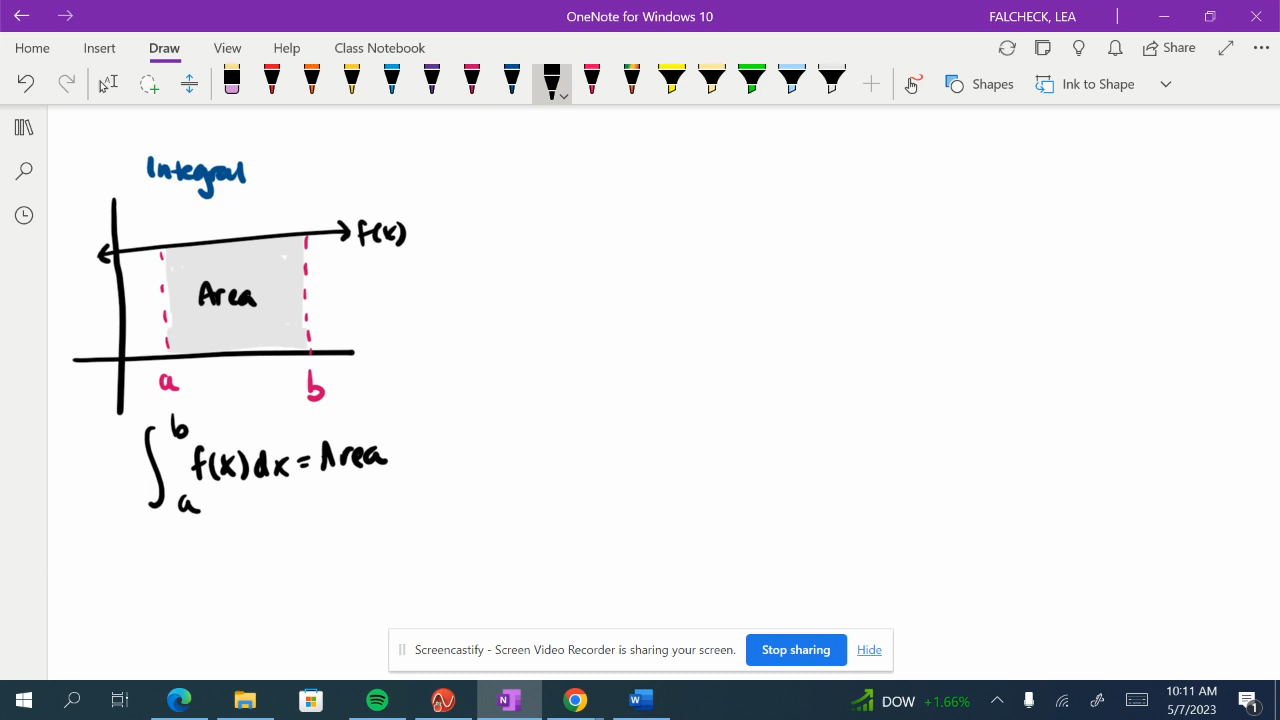 OneNote for Windows 10
FALCHECK, LEA
Home Insert Draw View Help Class Notebook
Share
Shapes
Ink to Shape
Integral
f(x)
Area
a b
∫ₐᵇ f(x)dx = Area
Screencastify - Screen Video Recorder is sharing your screen.
Stop sharing
Hide
DOW +1.66%
10:11 AM
5/7/2023
1